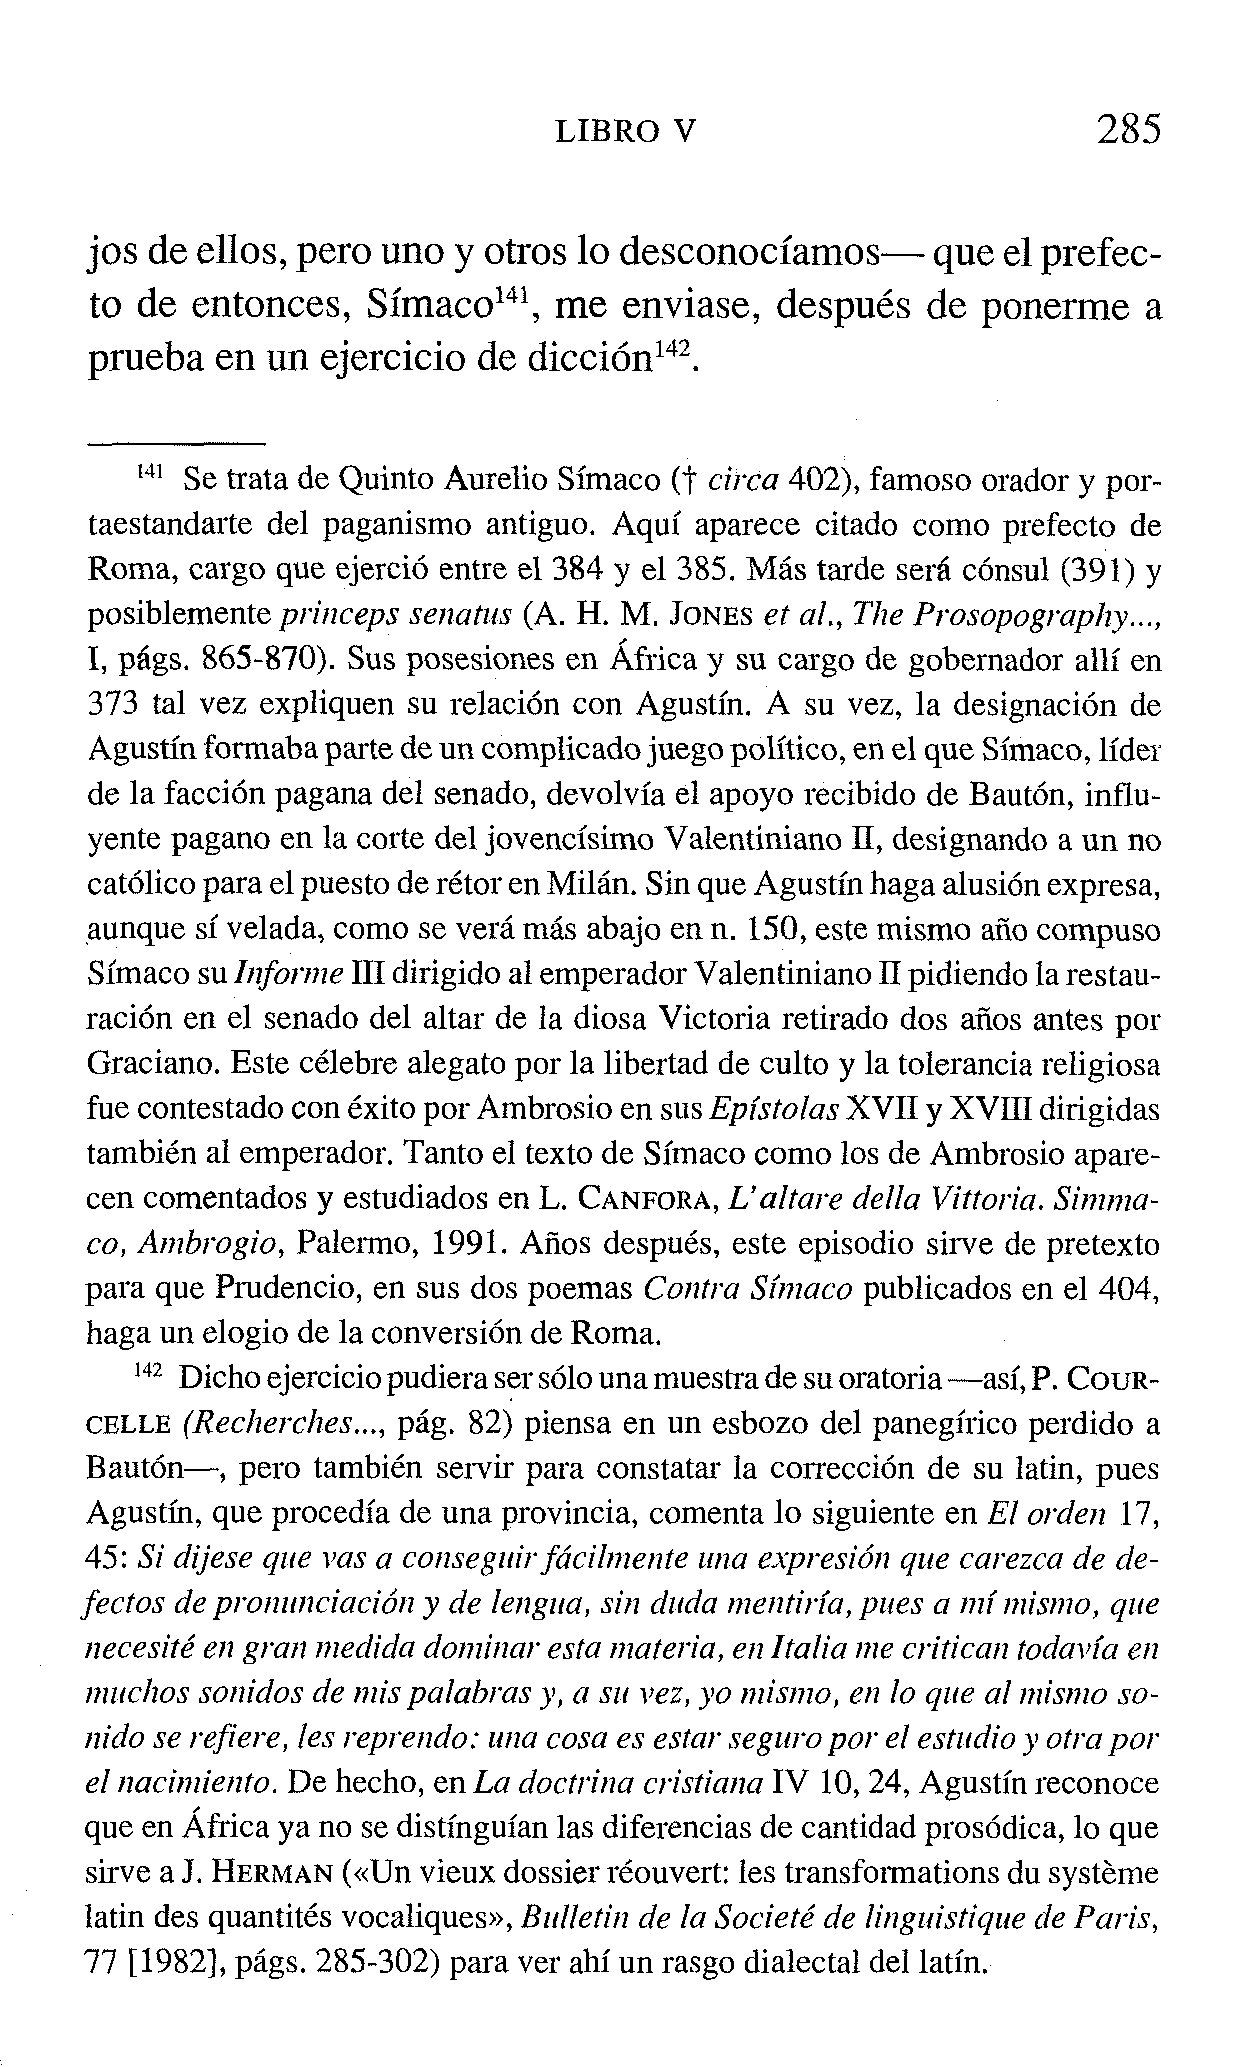 LIBRO V 285
jos de ellos, pero uno y otros lo desconocíamos— que el prefec-
to de entonces, Símaco¹⁴¹, me enviase, después de ponerme a
prueba en un ejercicio de dicción¹⁴².
¹⁴¹ Se trata de Quinto Aurelio Símaco († circa 402), famoso orador y por-
taestandarte del paganismo antiguo. Aquí aparece citado como prefecto de
Roma, cargo que ejerció entre el 384 y el 385. Más tarde será cónsul (391) y
posiblemente princeps senatus (A. H. M. JONES et al., The Prosopography...,
I, págs. 865-870). Sus posesiones en África y su cargo de gobernador allí en
373 tal vez expliquen su relación con Agustín. A su vez, la designación de
Agustín formaba parte de un complicado juego político, en el que Símaco, líder
de la facción pagana del senado, devolvía el apoyo recibido de Bautón, influ-
yente pagano en la corte del jovencísimo Valentiniano II, designando a un no
católico para el puesto de rétor en Milán. Sin que Agustín haga alusión expresa,
aunque sí velada, como se verá más abajo en n. 150, este mismo año compuso
Símaco su Informe III dirigido al emperador Valentiniano II pidiendo la restau-
ración en el senado del altar de la diosa Victoria retirado dos años antes por
Graciano. Este célebre alegato por la libertad de culto y la tolerancia religiosa
fue contestado con éxito por Ambrosio en sus Epístolas XVII y XVIII dirigidas
también al emperador. Tanto el texto de Símaco como los de Ambrosio apare-
cen comentados y estudiados en L. CANFORA, L'altare della Vittoria. Simma-
co, Ambrogio, Palermo, 1991. Años después, este episodio sirve de pretexto
para que Prudencio, en sus dos poemas Contra Símaco publicados en el 404,
haga un elogio de la conversión de Roma.
¹⁴² Dicho ejercicio pudiera ser sólo una muestra de su oratoria —así, P. COUR-
CELLE (Recherches..., pág. 82) piensa en un esbozo del panegírico perdido a
Bautón—, pero también servir para constatar la corrección de su latin, pues
Agustín, que procedía de una provincia, comenta lo siguiente en El orden 17,
45: Si dijese que vas a conseguir fácilmente una expresión que carezca de de-
fectos de pronunciación y de lengua, sin duda mentiría, pues a mí mismo, que
necesité en gran medida dominar esta materia, en Italia me critican todavía en
muchos sonidos de mis palabras y, a su vez, yo mismo, en lo que al mismo so-
nido se refiere, les reprendo: una cosa es estar seguro por el estudio y otra por
el nacimiento. De hecho, en La doctrina cristiana IV 10, 24, Agustín reconoce
que en África ya no se distínguían las diferencias de cantidad prosódica, lo que
sirve a J. HERMAN («Un vieux dossier réouvert: les transformations du système
latin des quantités vocaliques», Bulletin de la Societé de linguistique de Paris,
77 [1982], págs. 285-302) para ver ahí un rasgo dialectal del latín.